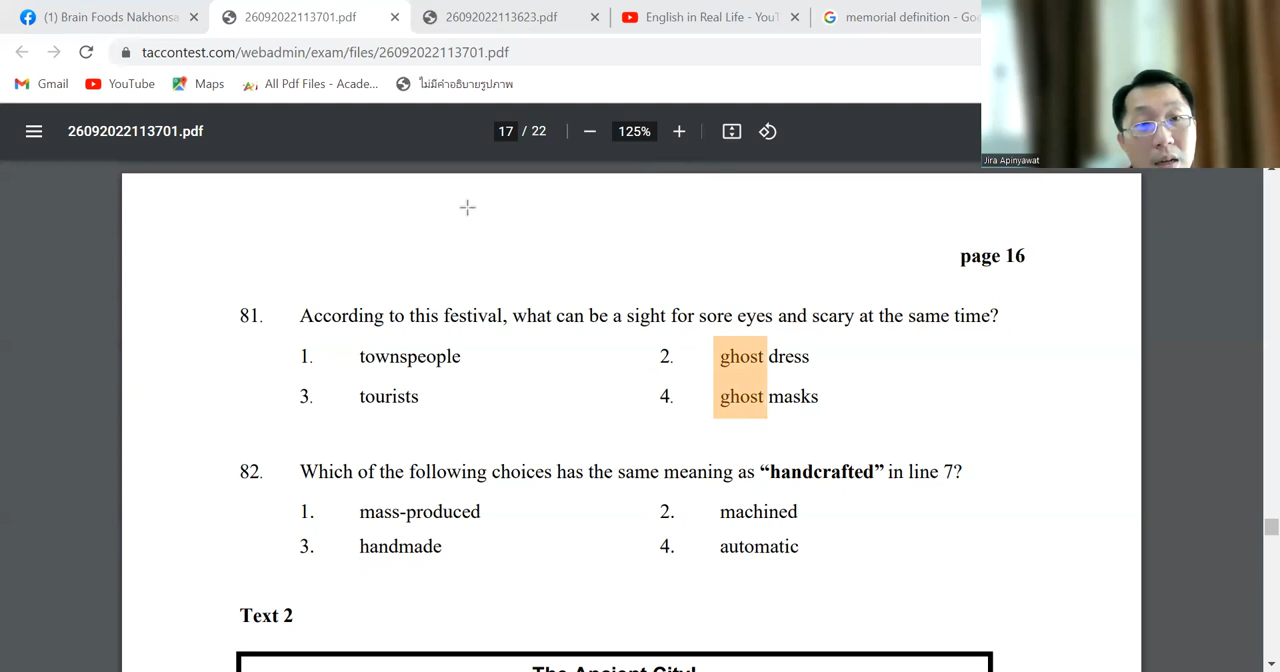 (1) Brain Foods Nakhonsa
26092022113701.pdf
26092022113623.pdf
English in Real Life - YouT
memorial definition - Goo
taccontest.com/webadmin/exam/files/26092022113701.pdf
Gmail
YouTube
Maps
All Pdf Files - Acade...
ไม่มีคำอธิบายรูปภาพ
26092022113701.pdf
17 / 22
125%
Jira Apinyawat
page 16
81. According to this festival, what can be a sight for sore eyes and scary at the same time?
1. townspeople 2. ghost dress
3. tourists 4. ghost masks
82. Which of the following choices has the same meaning as “handcrafted” in line 7?
1. mass-produced 2. machined
3. handmade 4. automatic
Text 2
The Ancient City!